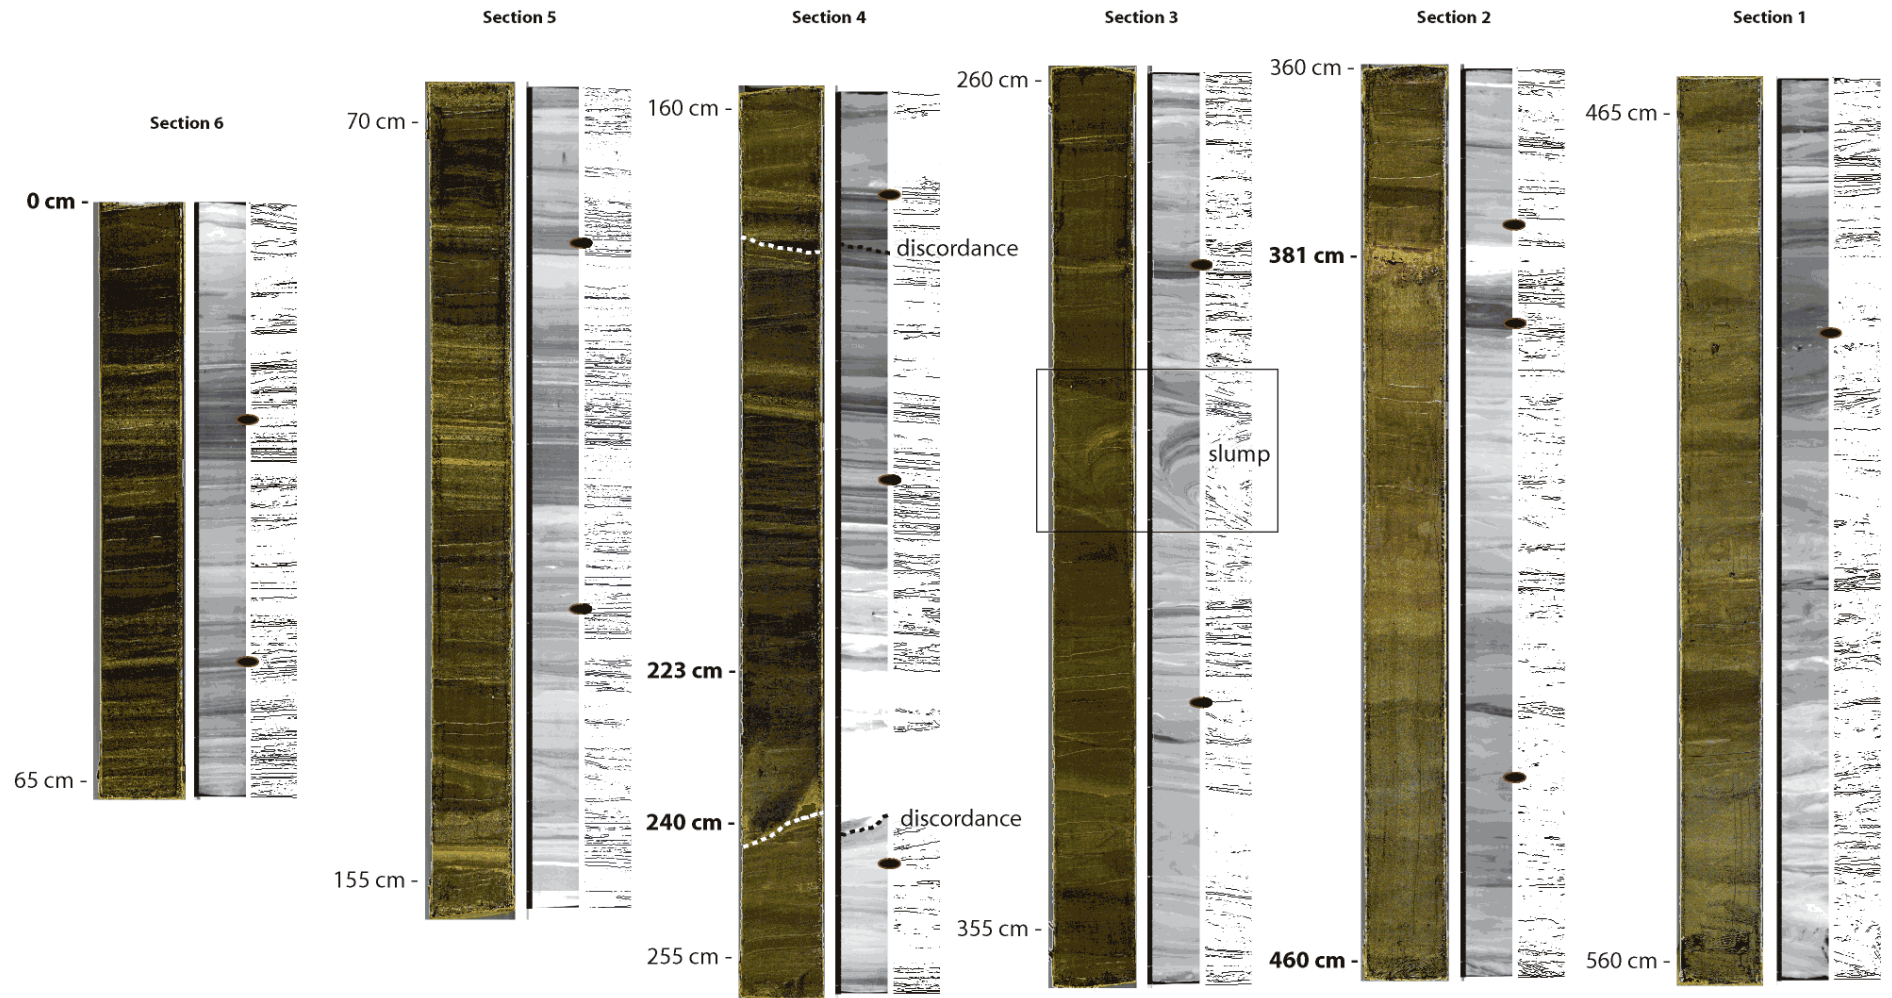 Section 6
0 cm -
65 cm -
Section 5
70 cm -
155 cm -
Section 4
160 cm -
discordance
223 cm -
240 cm -
discordance
255 cm -
Section 3
260 cm -
slump
355 cm -
Section 2
360 cm -
381 cm -
460 cm -
Section 1
465 cm -
560 cm -